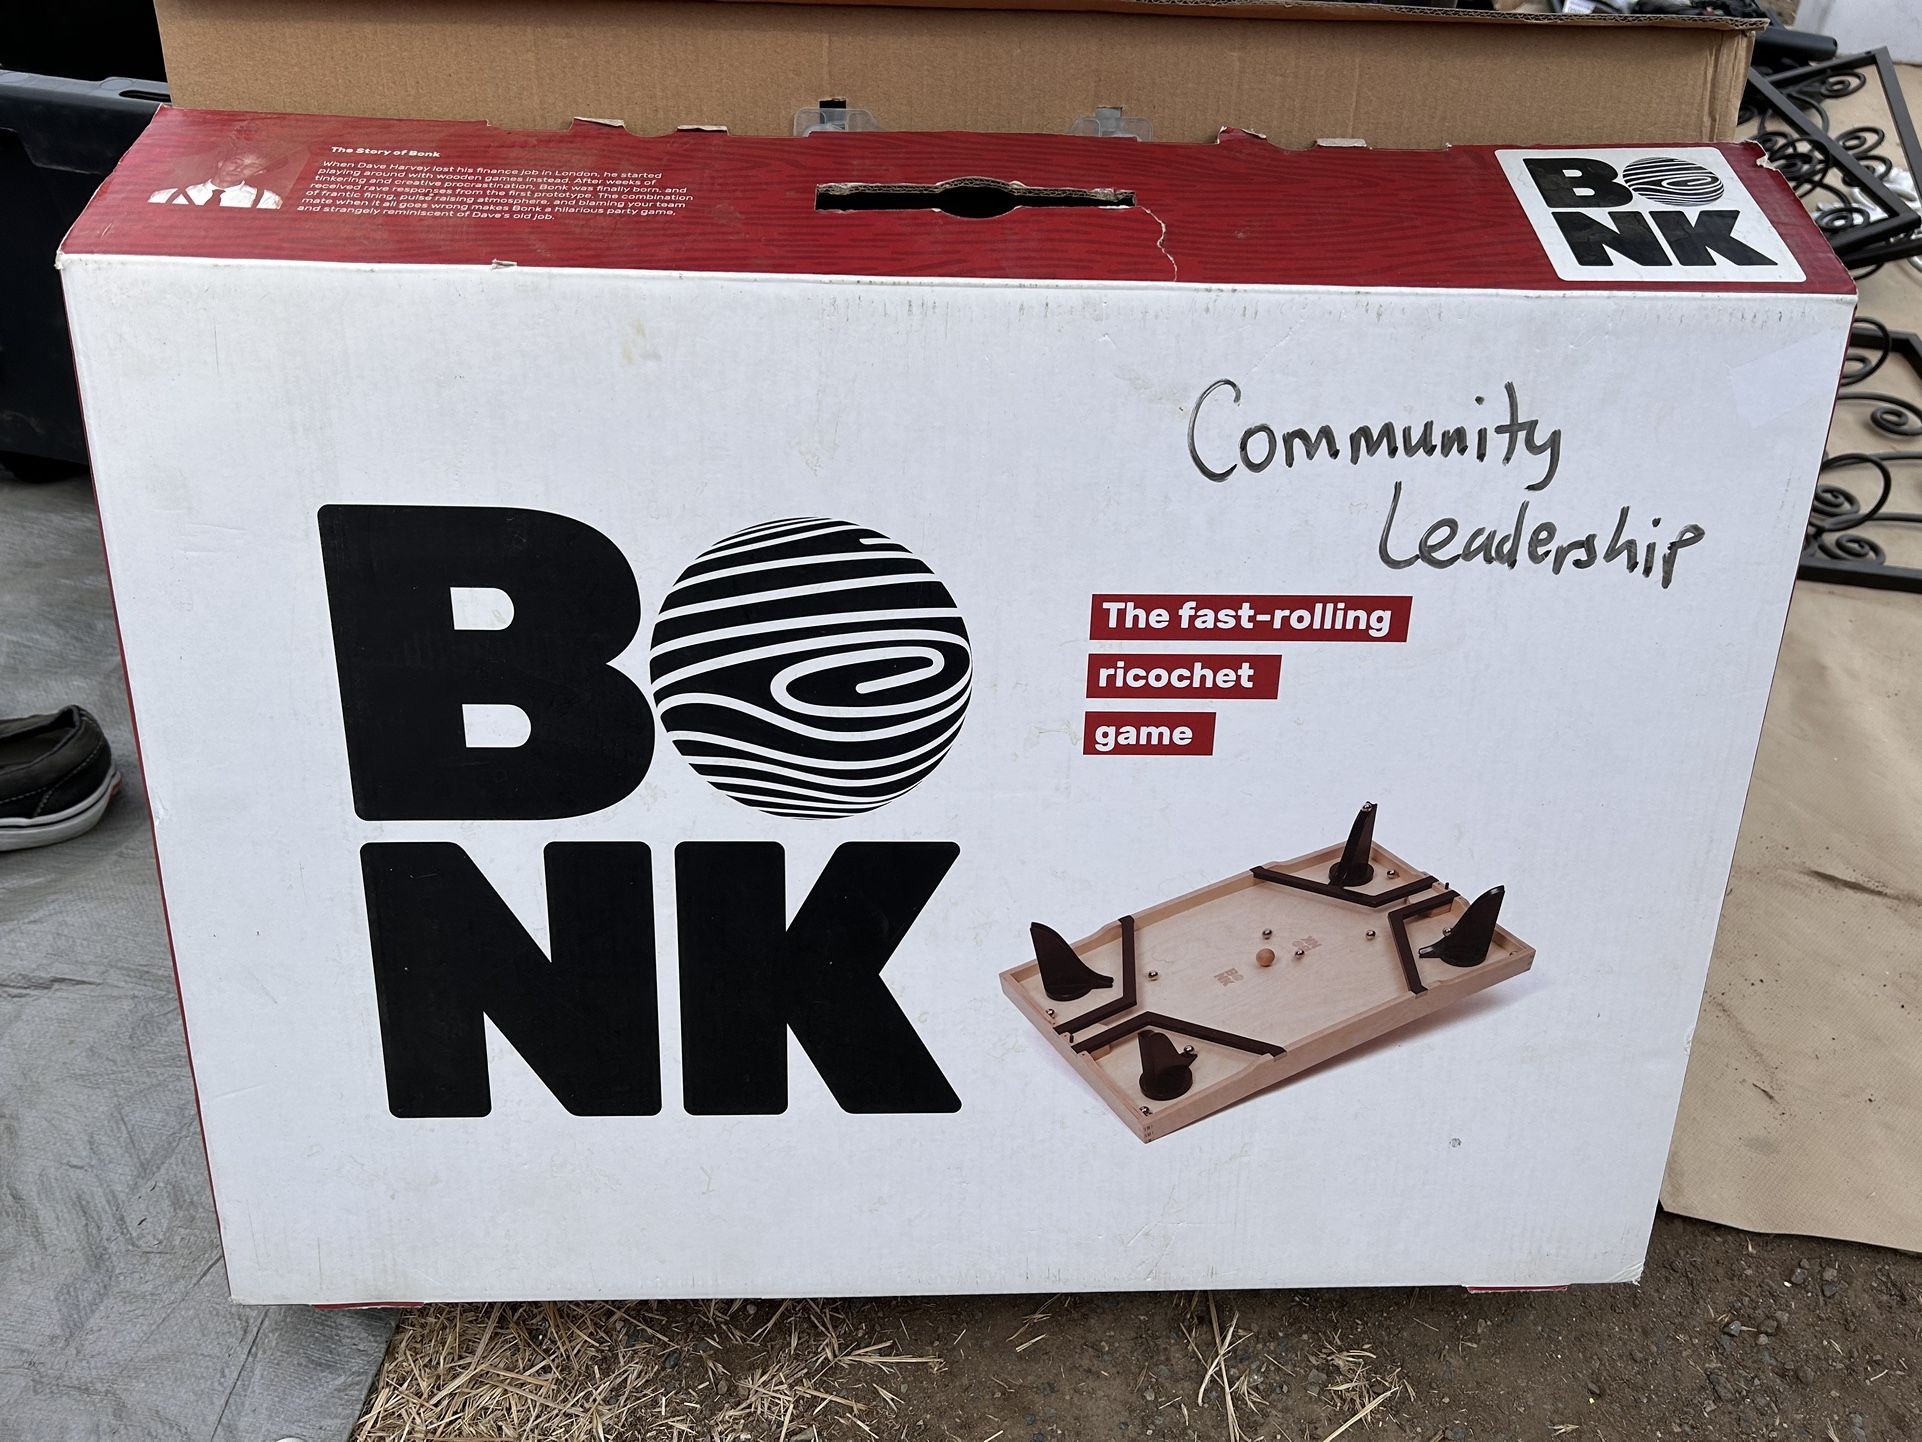 The Story of Bonk
When Dave Harvey lost his finance job in London, he started
playing around with wooden games instead. After weeks of
tinkering and creative procrastination, Bonk was finally born, and
received rave responses from the first prototype. The combination
of frantic firing, pulse raising atmosphere, and blaming your team
mate when it all goes wrong makes Bonk a hilarious party game,
and strangely reminiscent of Dave's old job.
BONK
Community
Leadership
BO
NK
The fast-rolling
ricochet
game